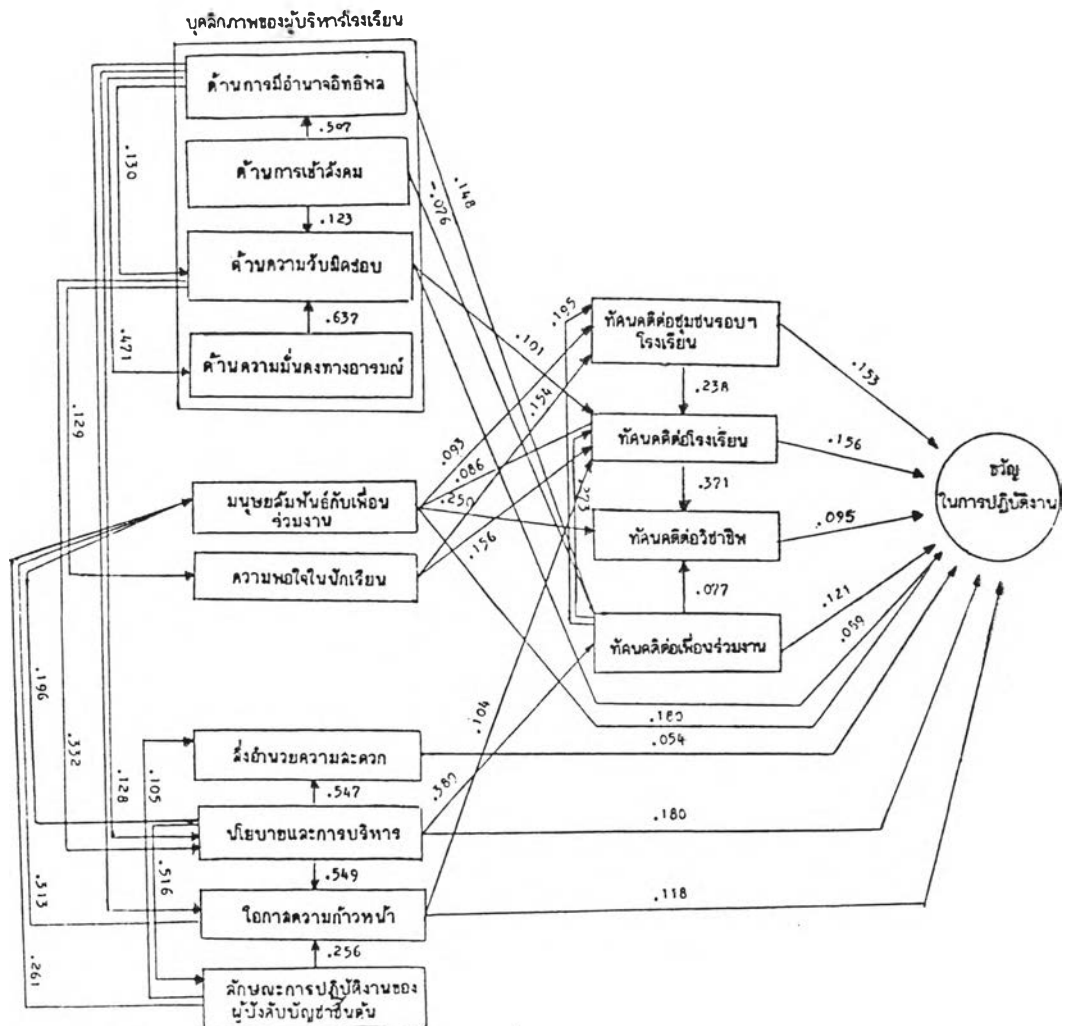 บุคลิกภาพของผู้บริหารโรงเรียน
ด้านการมีอำนาจอิทธิพล
.507
ด้านการเข้าสังคม
.123
ด้านความรับผิดชอบ
.637
ด้านความมั่นคงทางอารมณ์
.130
.471
.129
.148
-.076
.101
.195
.154
.093
.086
.250
.156
.273
มนุษยสัมพันธ์กับเพื่อน
ร่วมงาน
ความพอใจในนักเรียน
ทัศนคติต่อชุมชนรอบๆ
โรงเรียน
.238
ทัศนคติต่อโรงเรียน
.371
ทัศนคติต่อวิชาชีพ
.077
ทัศนคติต่อเพื่อนร่วมงาน
.153
.156
.095
.121
.059
ขวัญ
ในการปฏิบัติงาน
.196
.332
.128
.105
.516
.313
.261
.104
.380
.180
.054
.180
.118
สิ่งอำนวยความสะดวก
.547
นโยบายและการบริหาร
.549
โอกาสความก้าวหน้า
.256
ลักษณะการปฏิบัติงานของ
ผู้บังคับบัญชาชั้นต้น